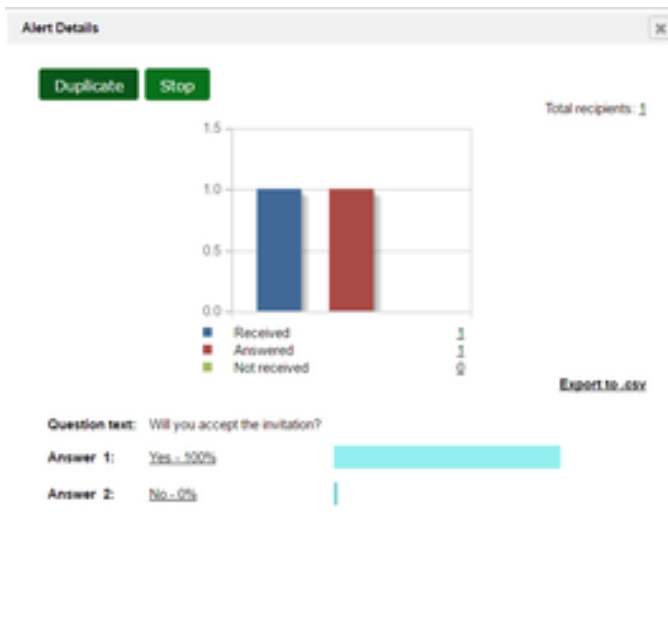 Alert Details
Duplicate Stop
Total recipients: 1
1.5
1.0
0.5
0.0
Received 1
Answered 1
Not received 0
Export to .csv
Question text: Will you accept the invitation?
Answer 1: Yes - 100%
Answer 2: No - 0%